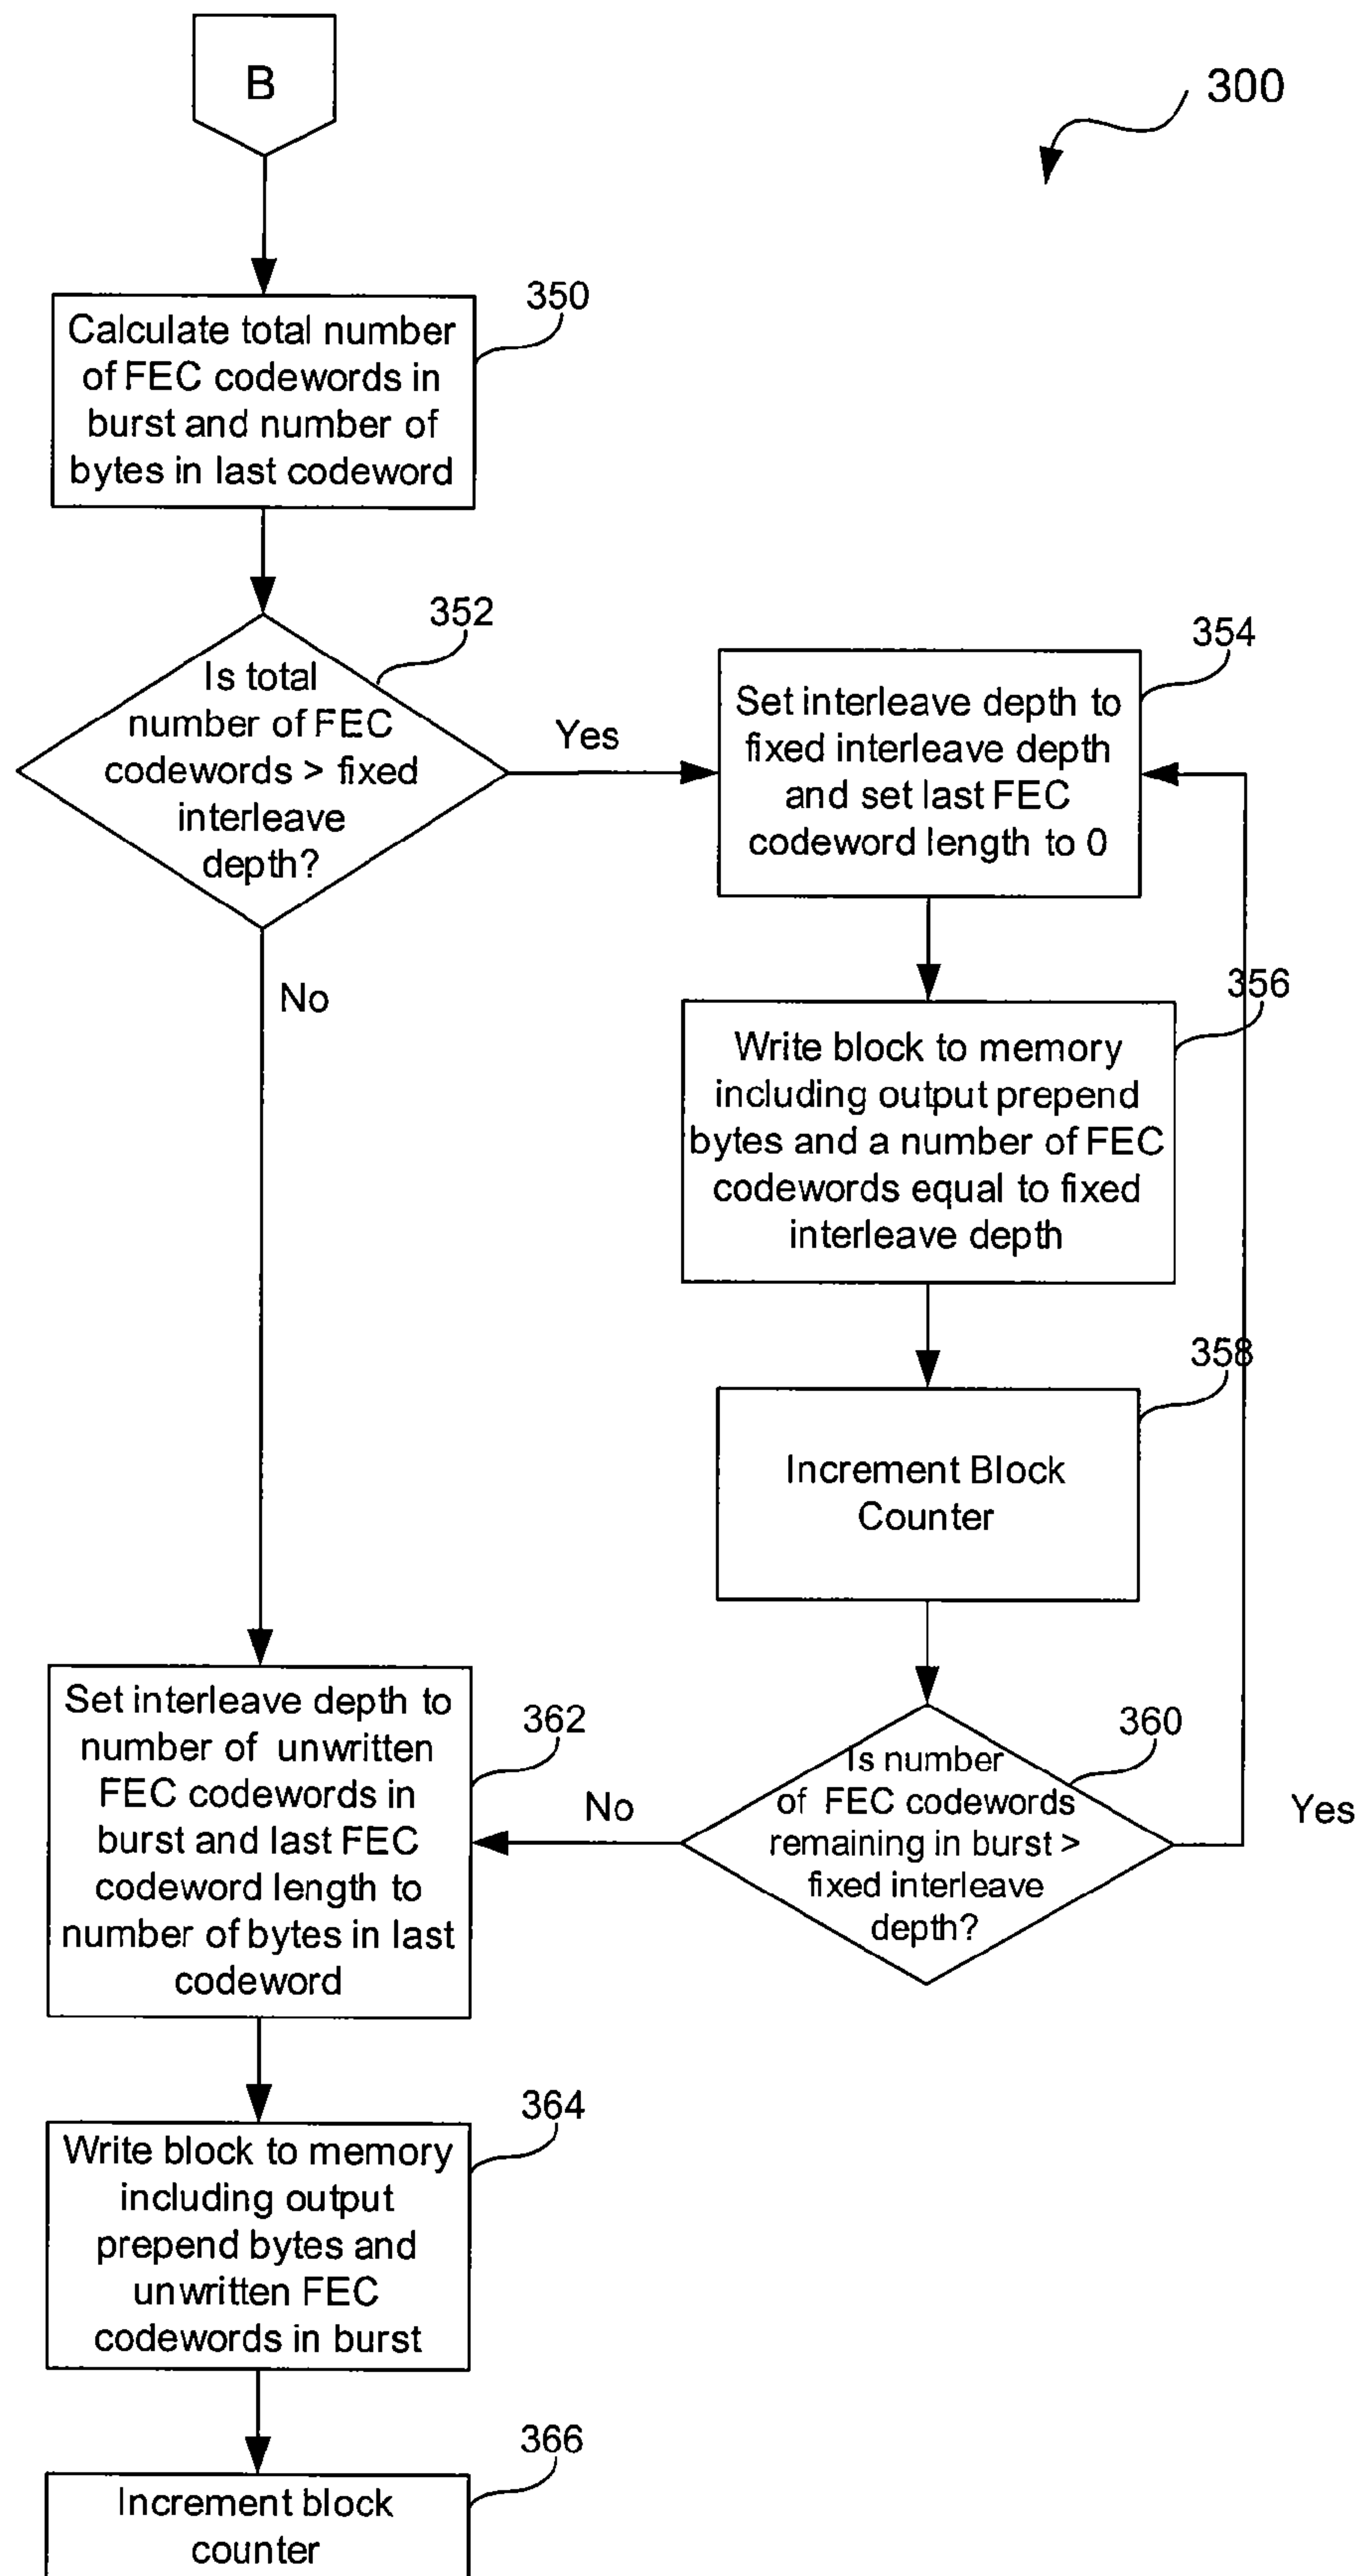 B
300
350
Calculate total number
of FEC codewords in
burst and number of
bytes in last codeword
352
Is total
number of FEC
codewords > fixed
interleave
depth?
Yes
No
354
Set interleave depth to
fixed interleave depth
and set last FEC
codeword length to 0
356
Write block to memory
including output prepend
bytes and a number of FEC
codewords equal to fixed
interleave depth
358
Increment Block
Counter
360
Is number
of FEC codewords
remaining in burst >
fixed interleave
depth?
Yes
No
362
Set interleave depth to
number of unwritten
FEC codewords in
burst and last FEC
codeword length to
number of bytes in last
codeword
364
Write block to memory
including output
prepend bytes and
unwritten FEC
codewords in burst
366
Increment block
counter